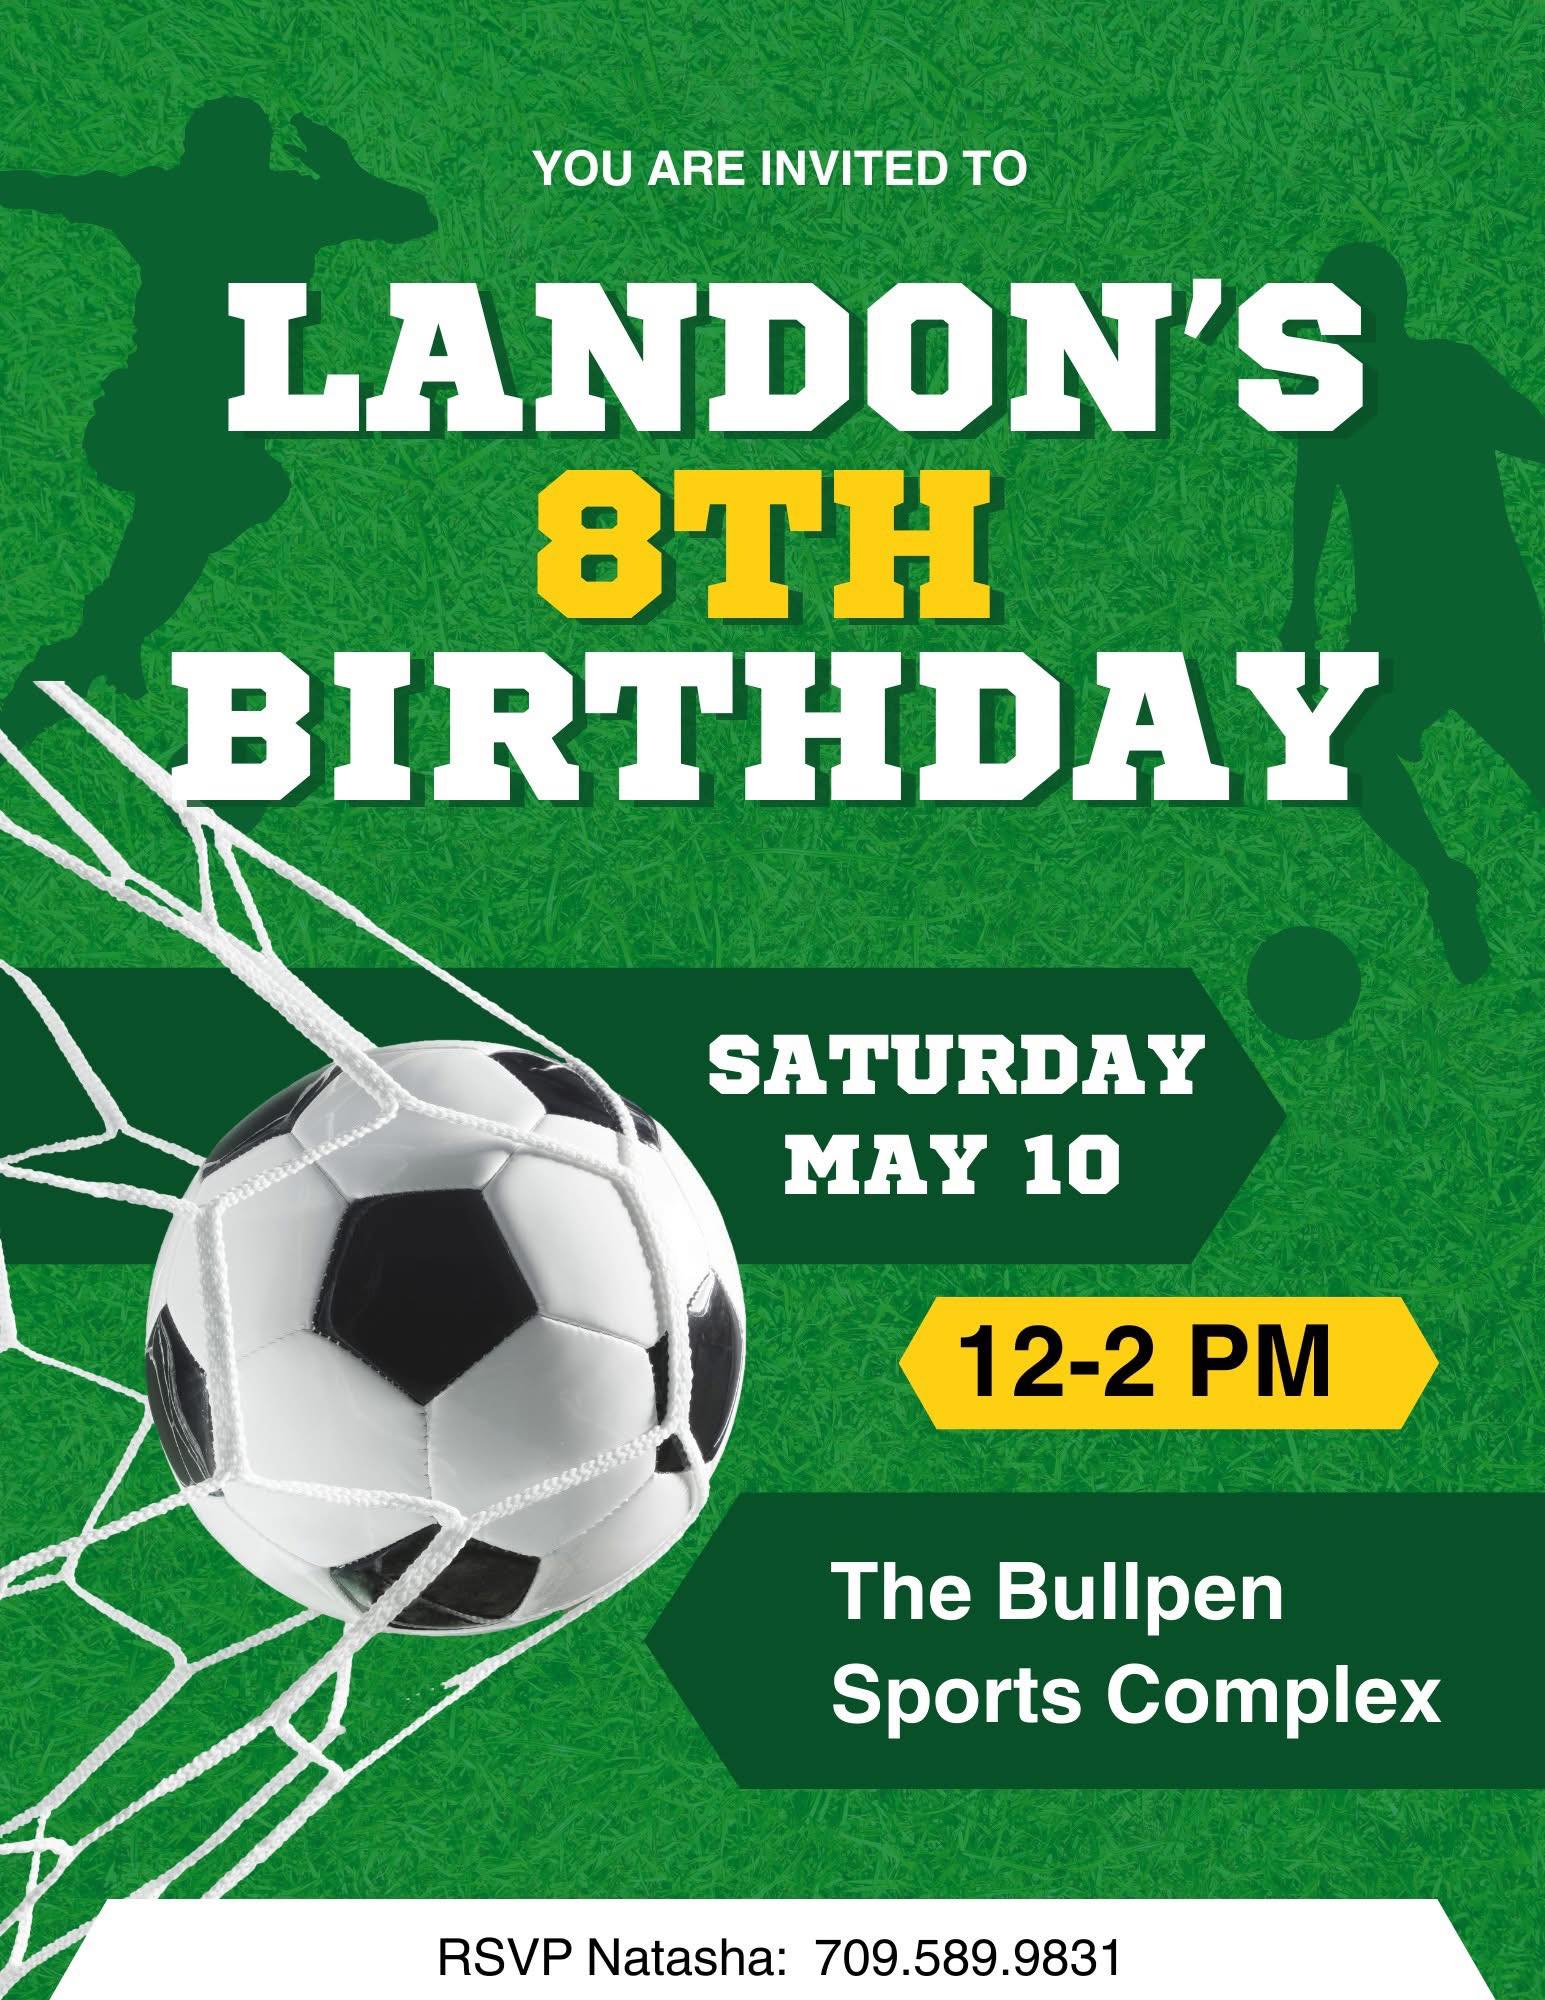 YOU ARE INVITED TO
LANDON’S
8TH
BIRTHDAY
SATURDAY
MAY 10
12-2 PM
The Bullpen
Sports Complex
RSVP Natasha: 709.589.9831